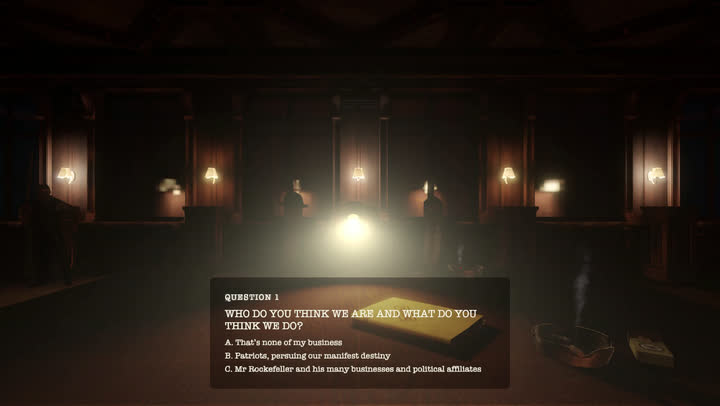 QUESTION 1
WHO DO YOU THINK WE ARE AND WHAT DO YOU
THINK WE DO?
A. That's none of my business
B. Patriots, persuing our manifest destiny
C. Mr Rockefeller and his many businesses and political affiliates